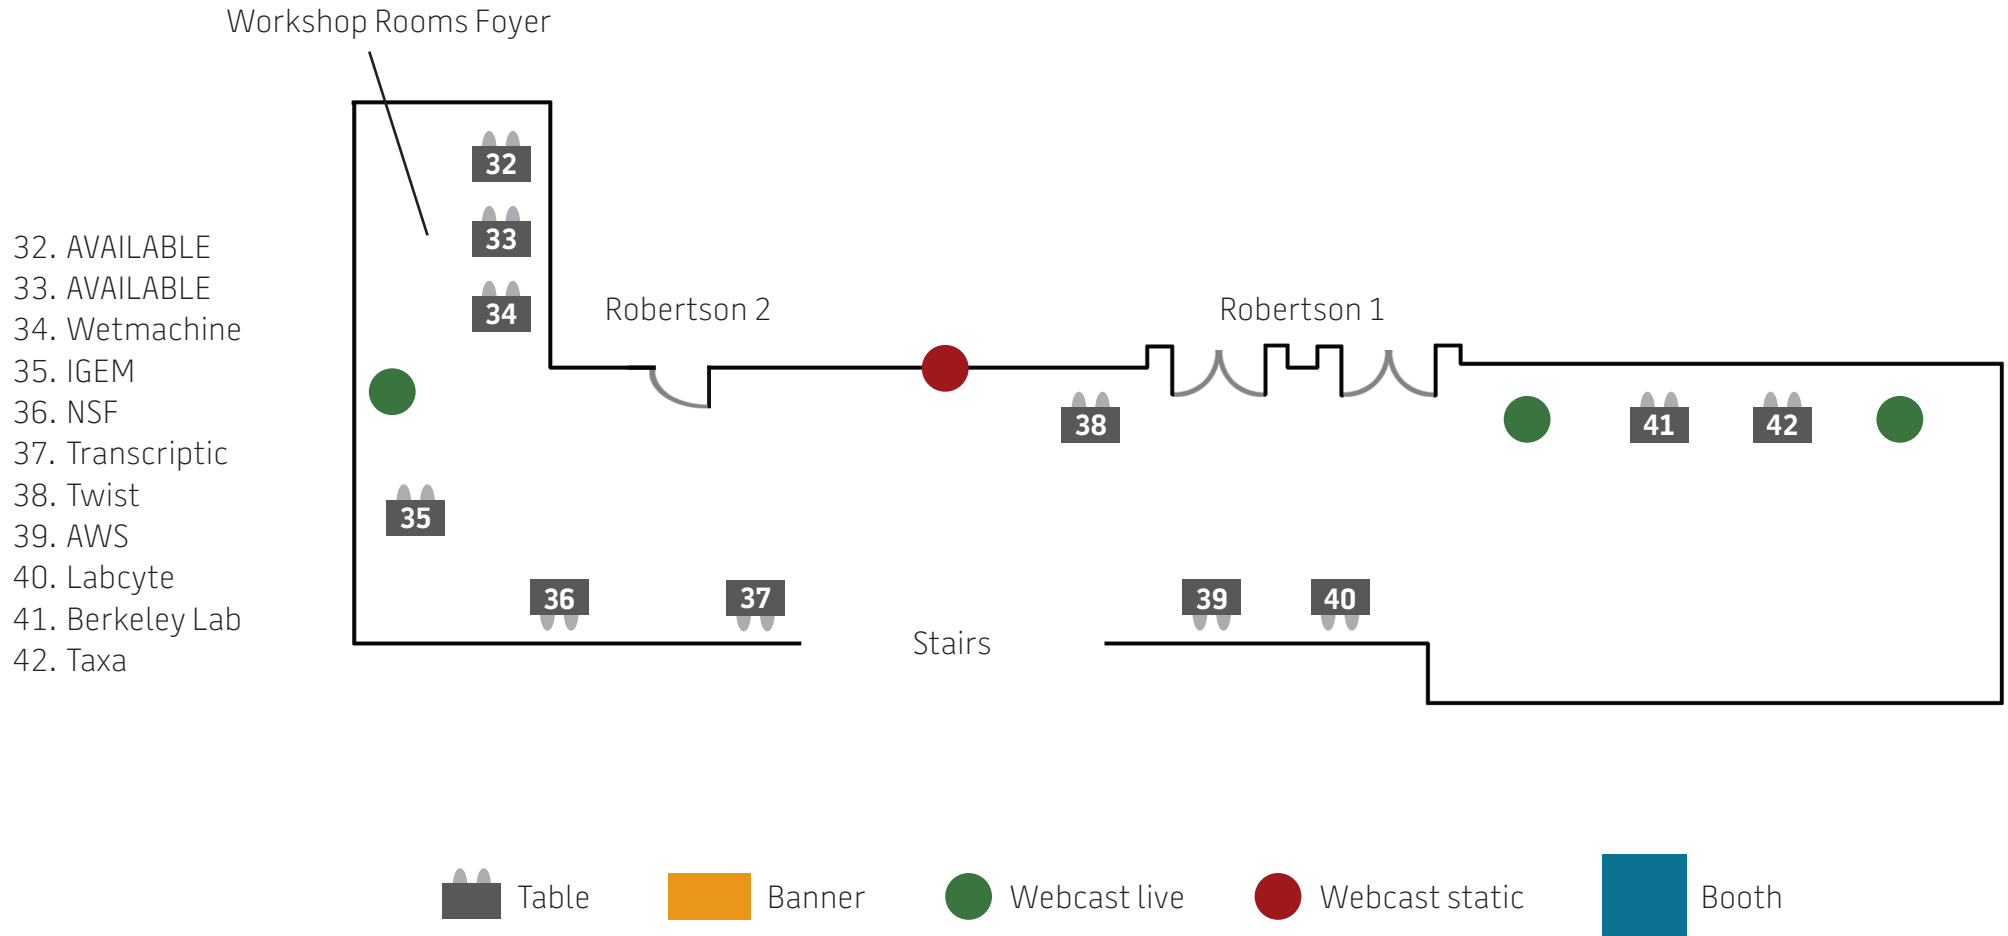 Workshop Rooms Foyer
32
33
34
32. AVAILABLE
33. AVAILABLE
34. Wetmachine
35. IGEM
36. NSF
37. Transcriptic
38. Twist
39. AWS
40. Labcyte
41. Berkeley Lab
42. Taxa
Robertson 2
Robertson 1
38
41
42
35
36
37
39
40
Stairs
Table
Banner
Webcast live
Webcast static
Booth